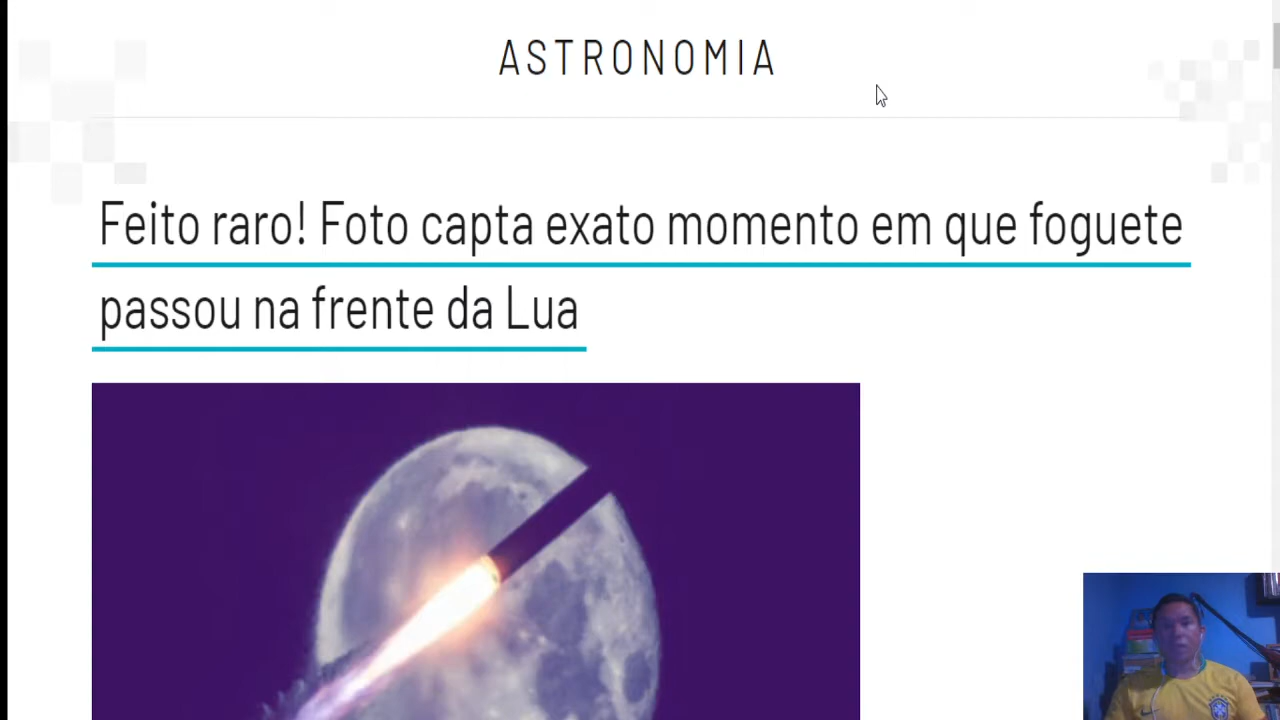 ASTRONOMIA
Feito raro! Foto capta exato momento em que foguete
passou na frente da Lua